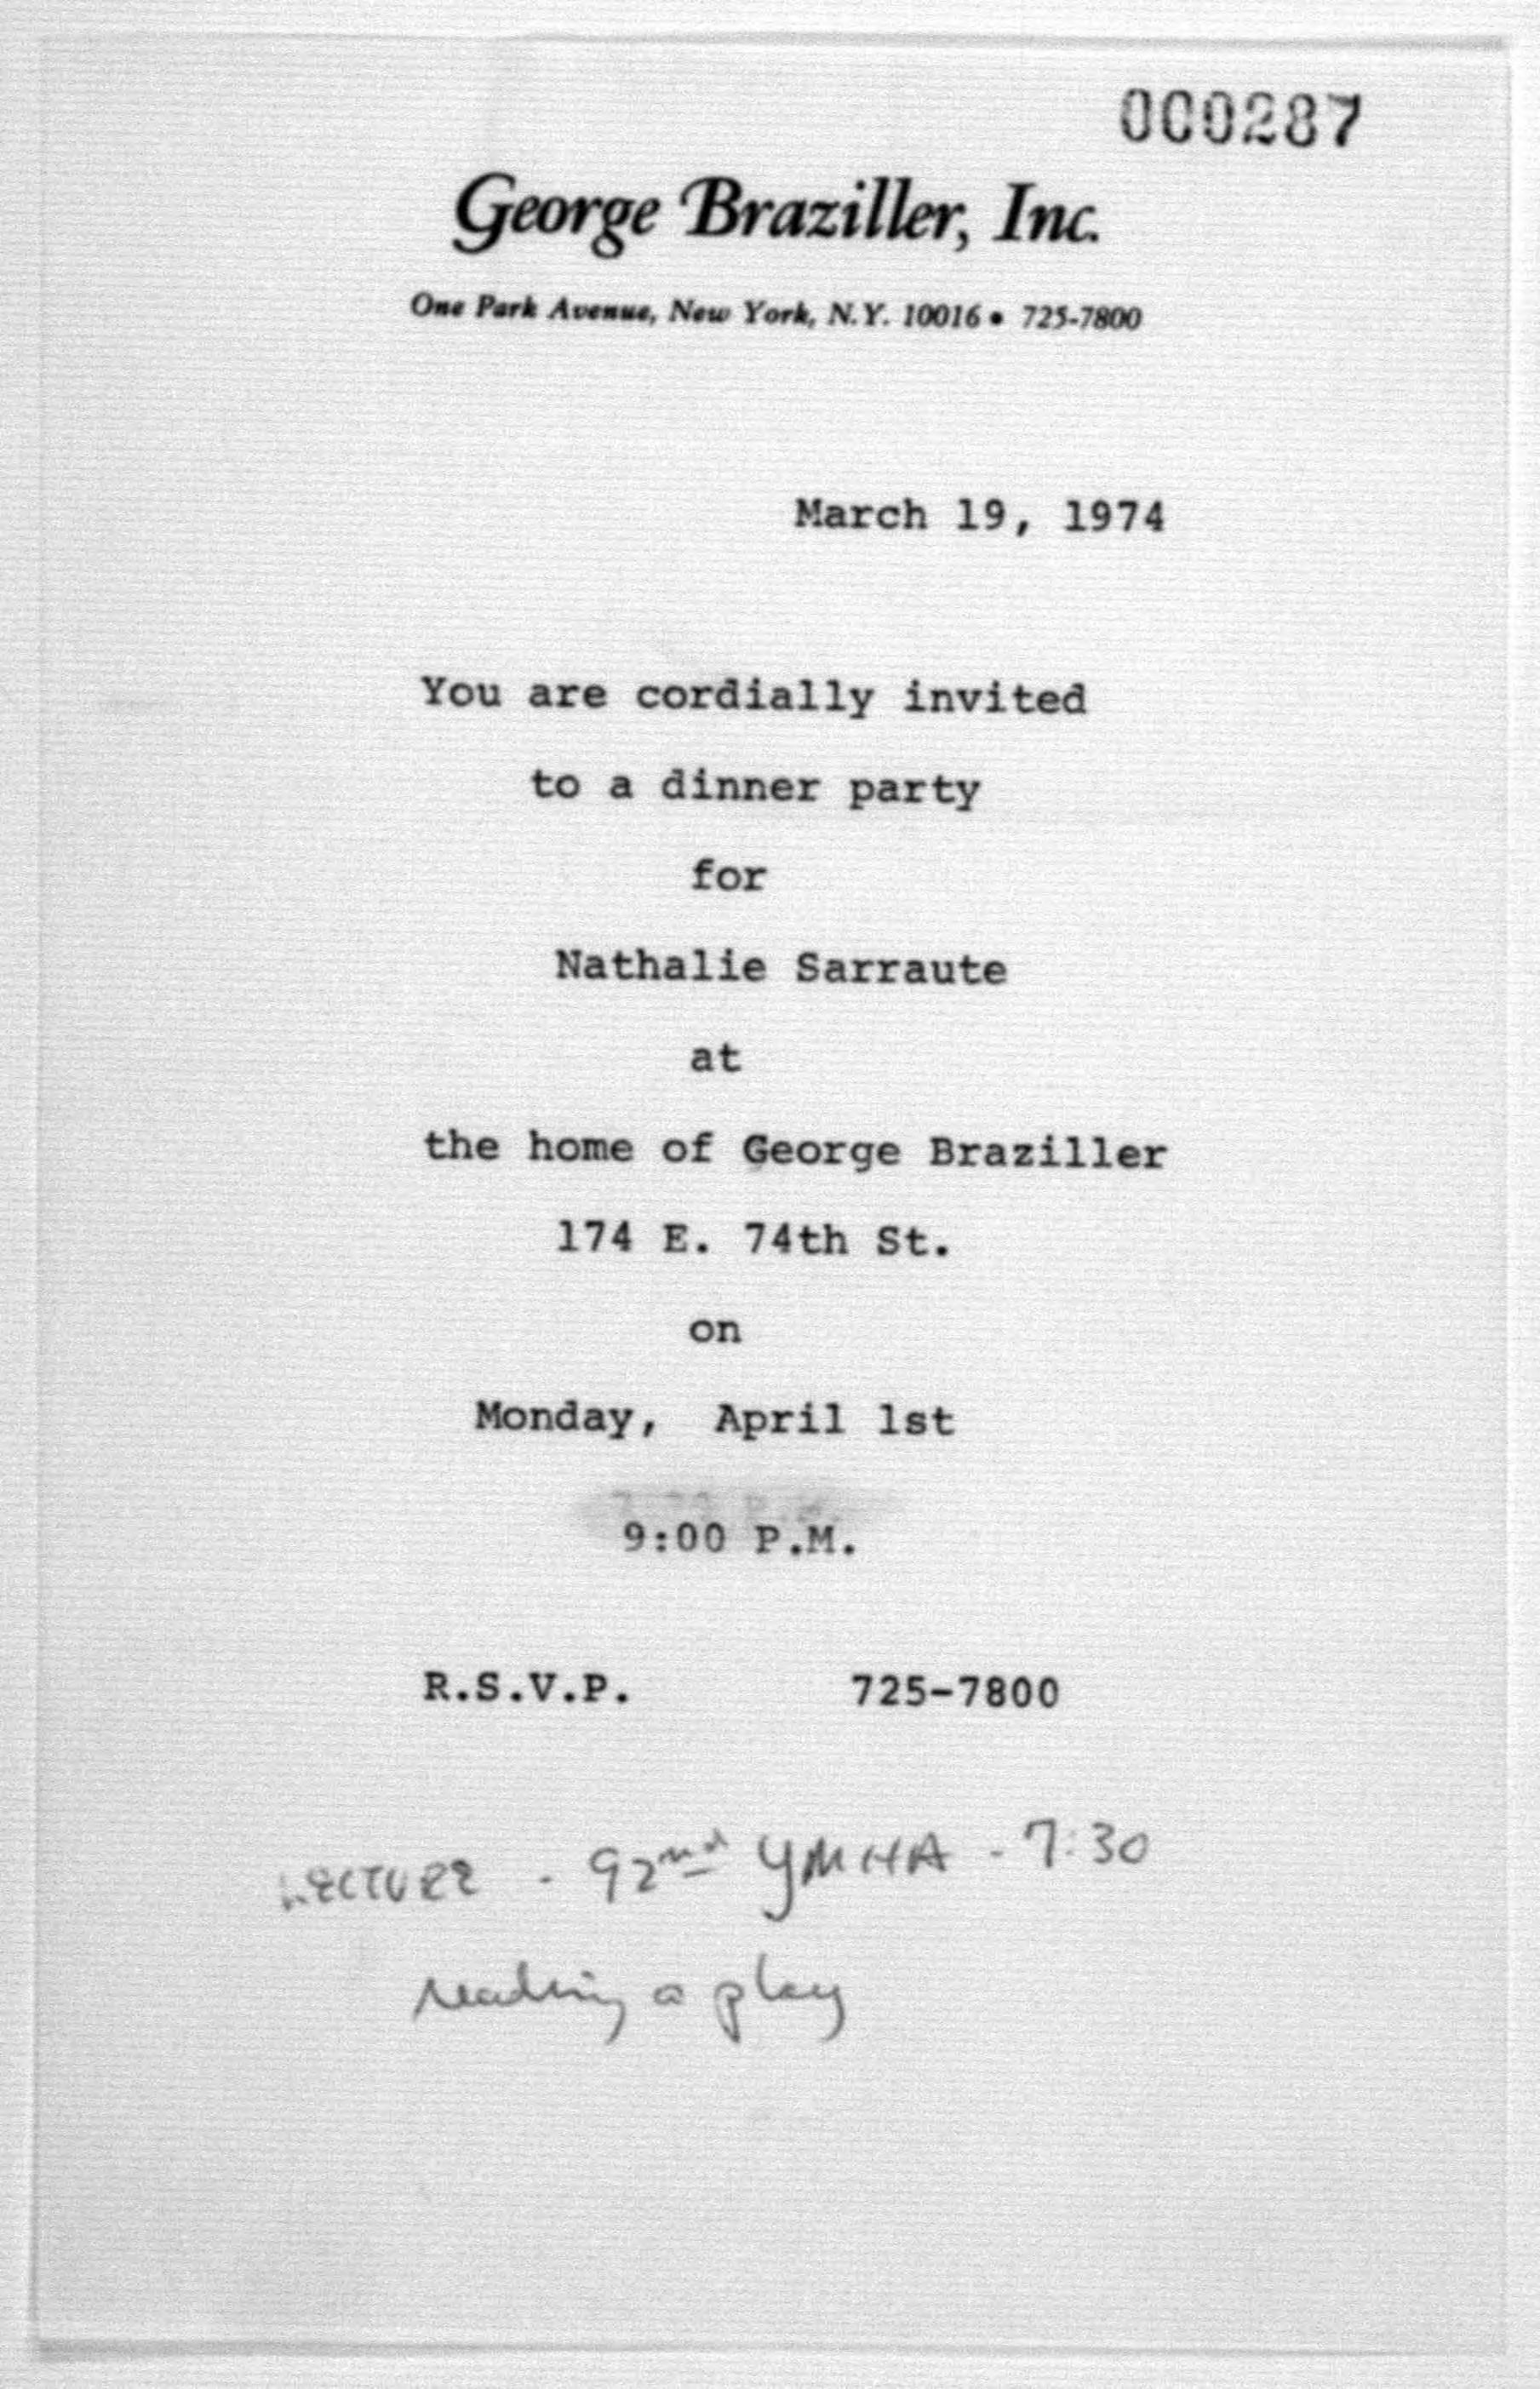 000287
George Braziller, Inc.
One Park Avenue, New York, N.Y. 10016 • 725-7800
March 19, 1974
You are cordially invited
to a dinner party
for
Nathalie Sarraute
at
the home of George Braziller
174 E. 74th St.
on
Monday, April 1st
9:00 P.M.
R.S.V.P. 725-7800
LECTURE - 92nd YMHA - 7:30
reading a play